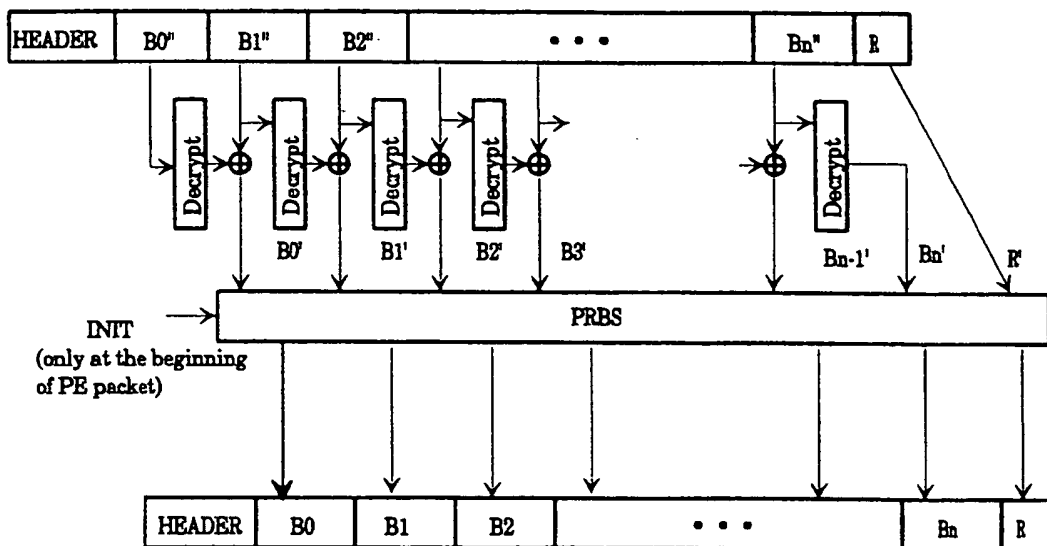 HEADER B0" B1" B2" • • • Bn" R
Decrypt Decrypt Decrypt Decrypt Decrypt
B0' B1' B2' B3' Bn-1' Bn' R'
PRBS
INIT
(only at the beginning
of PE packet)
HEADER B0 B1 B2 • • • Bn R